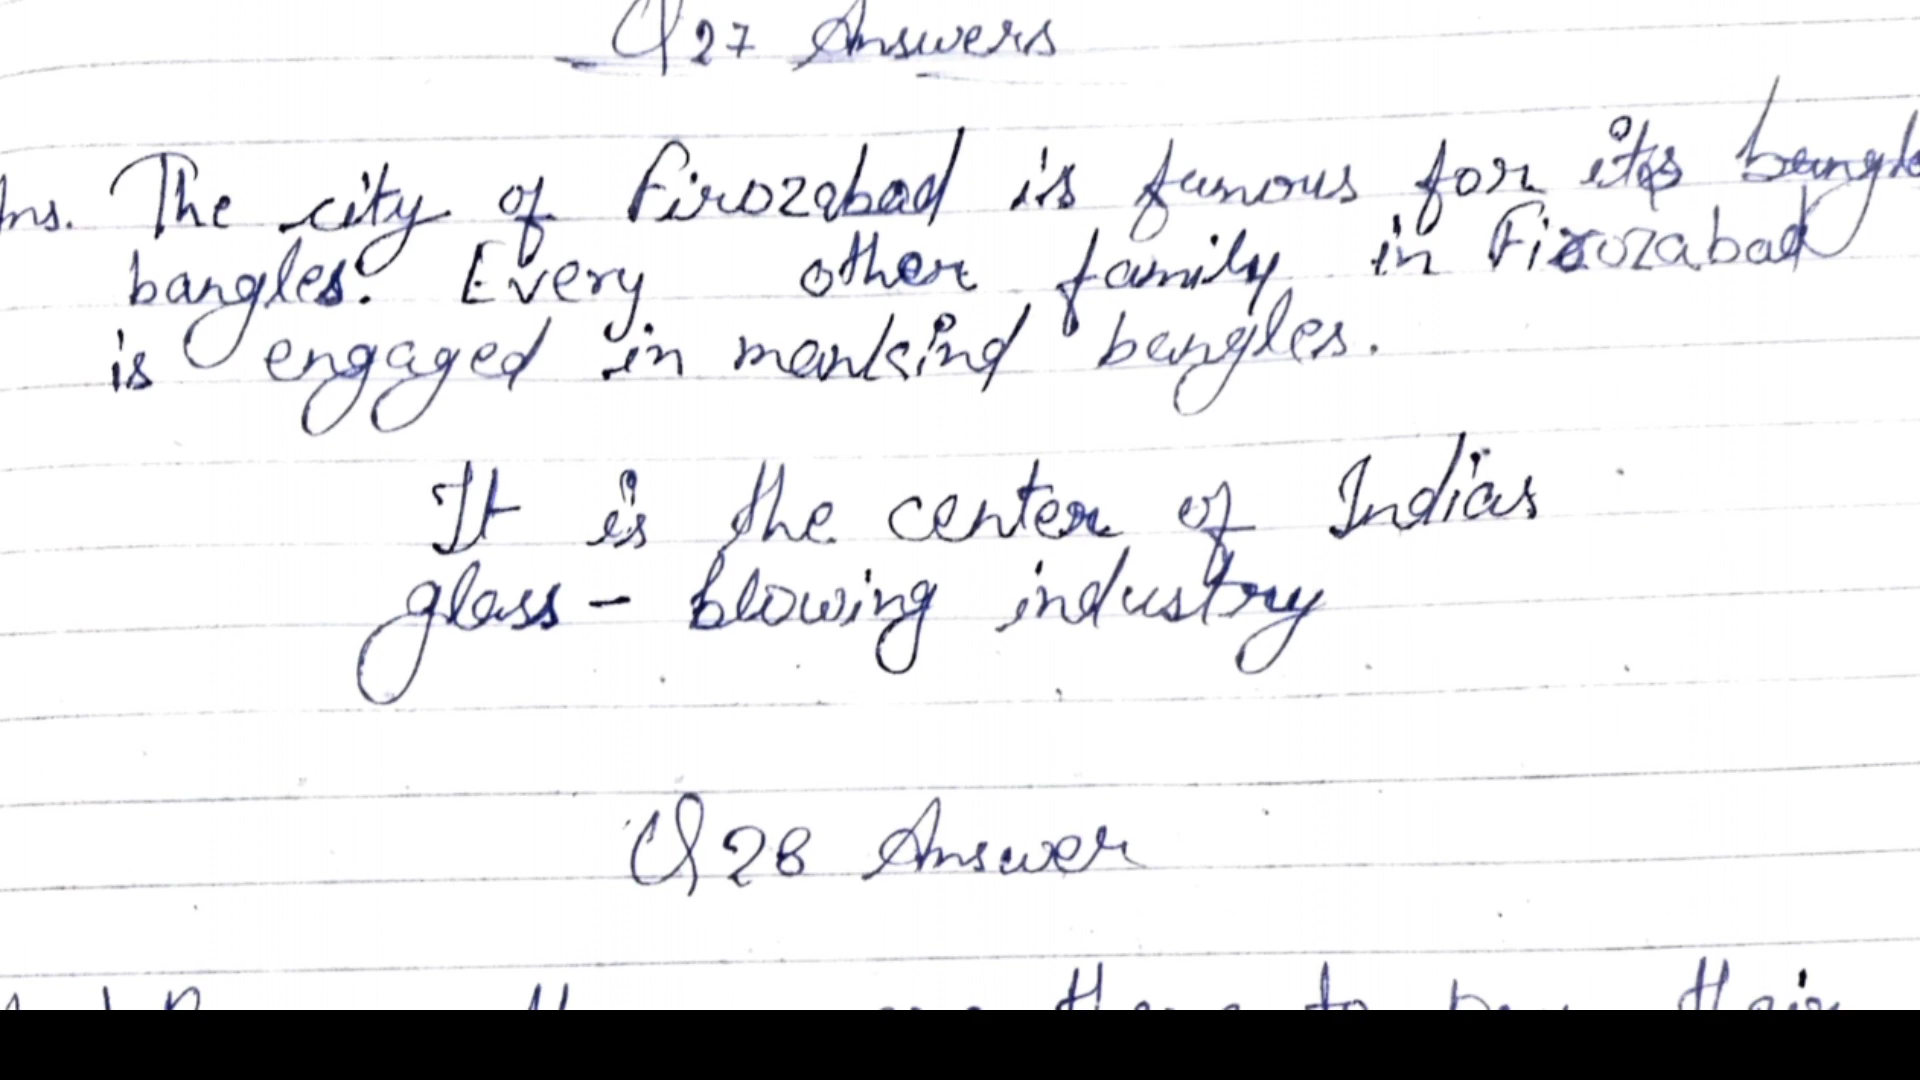 Q27 Answers
Ans. The city of Firozabad is famous for its bangle
bangles. Every other family in Firozabad
is engaged in mankind bangles.
It is the center of Indias
glass - blowing industry
Q28 Answer